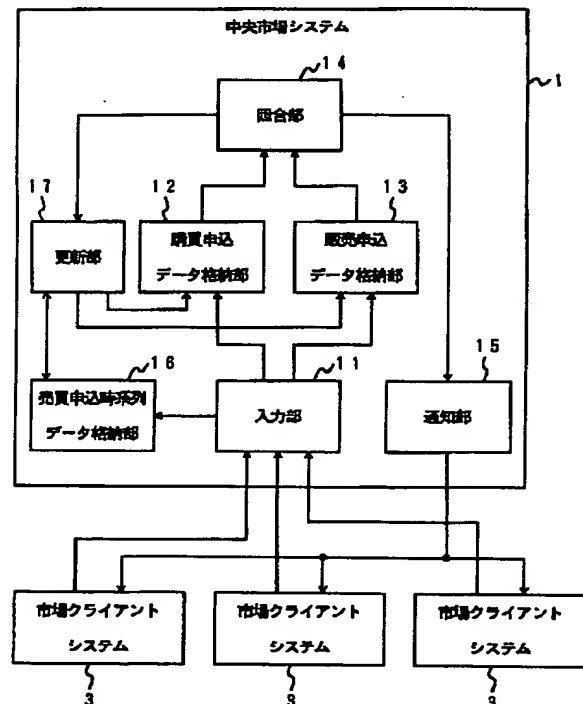 中央市場システム
14
1
照合部
17
12
13
更新部
購買申込
データ格納部
販売申込
データ格納部
16
11
15
売買申込時系列
データ格納部
入力部
通知部
市場クライアント
システム
市場クライアント
システム
市場クライアント
システム
3
3
3